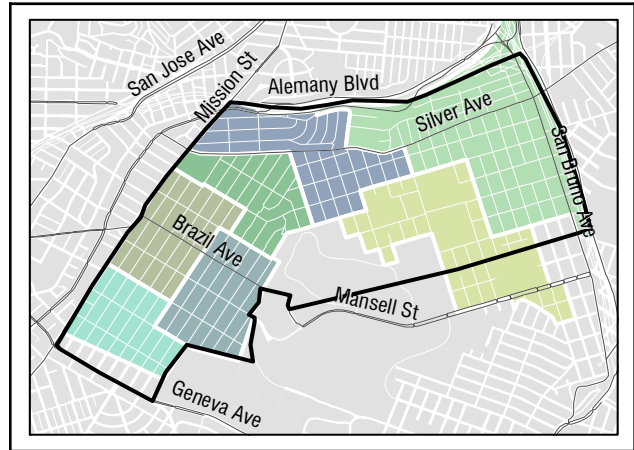 San Jose Ave
Mission St
Alemany Blvd
Silver Ave
San Bruno Ave
Brazil Ave
Mansell St
Geneva Ave